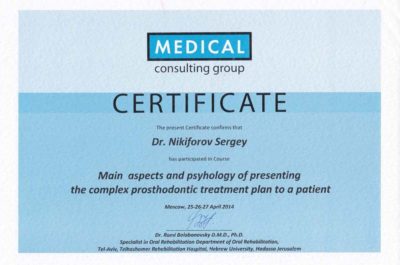 MEDICAL
consulting group
CERTIFICATE
The present Certificate confirms that
Dr. Nikiforov Sergey
has participated in Course
Main aspects and psyhology of presenting
the complex prosthodontic treatment plan to a patient
Moscow, 25-26-27 April 2014
Dr. Rami Balabanovsky D.M.D., Ph.D.
Specialist in Oral Rehabilitation Department of Oral Rehabilitation,
Tel-Aviv, Telhashomer Rehabilitation Hospital, Hebrew University, Hadassa Jerusalem